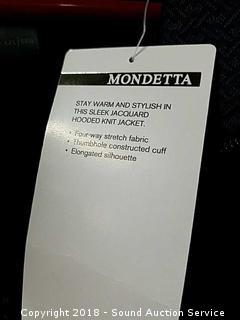 MONDETTA
STAY WARM AND STYLISH IN
THIS SLEEK JACQUARD
HOODED KNIT JACKET.
• Four-way stretch fabric
• Thumbhole constructed cuff
• Elongated silhouette
Copyright 2018 - Sound Auction Service